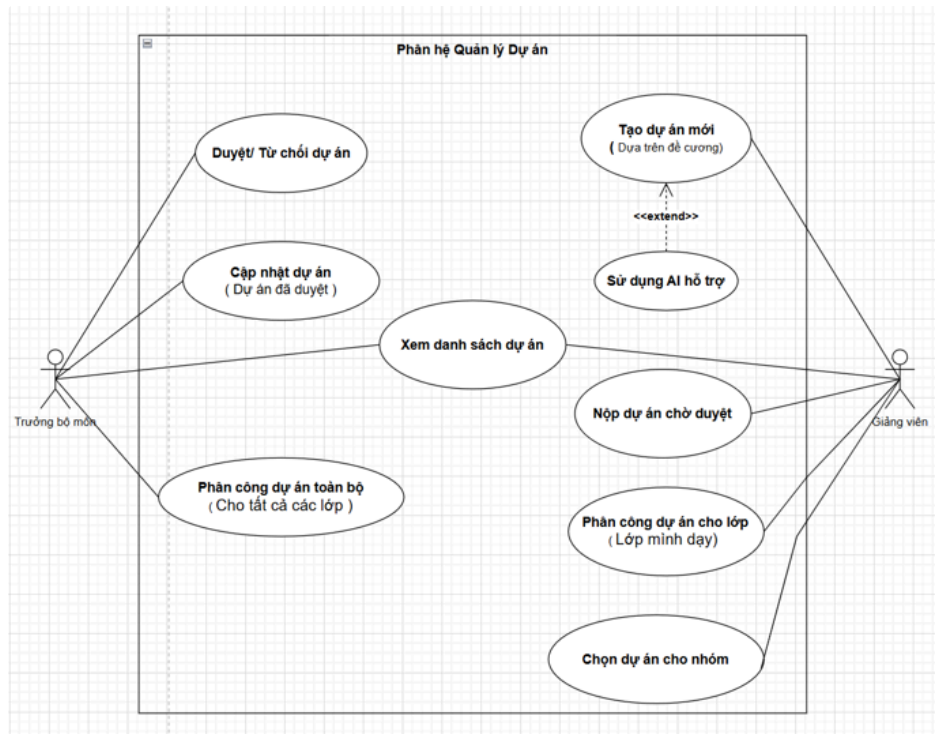 Phân hệ Quản lý Dự án
Duyệt/ Từ chối dự án
Tạo dự án mới
( Dựa trên đề cương)
<<extend>>
Sử dụng AI hỗ trợ
Cập nhật dự án
( Dự án đã duyệt )
Xem danh sách dự án
Trưởng bộ môn
Giảng viên
Nộp dự án chờ duyệt
Phân công dự án toàn bộ
( Cho tất cả các lớp )
Phân công dự án cho lớp
( Lớp mình dạy)
Chọn dự án cho nhóm